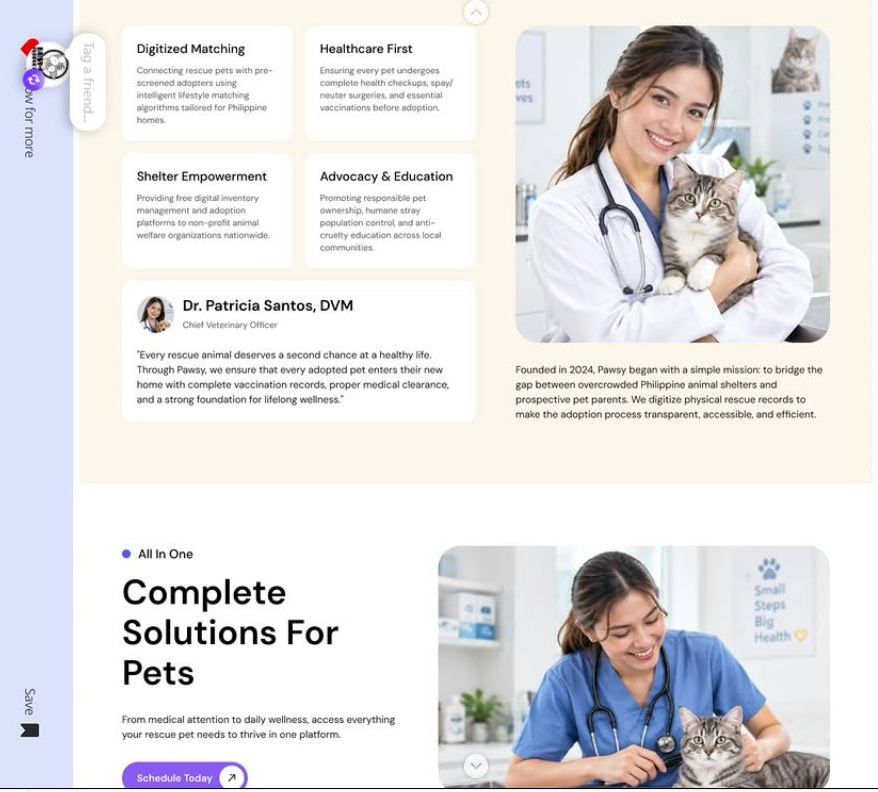 Tag a friend...
ow for more
Save
Digitized Matching
Connecting rescue pets with pre-
screened adopters using
intelligent lifestyle matching
algorithms tailored for Philippine
homes.
Healthcare First
Ensuring every pet undergoes
complete health checkups, spay/
neuter surgeries, and essential
vaccinations before adoption.
Shelter Empowerment
Providing free digital inventory
management and adoption
platforms to non-profit animal
welfare organizations nationwide.
Advocacy & Education
Promoting responsible pet
ownership, humane stray
population control, and anti-
cruelty education across local
communities.
Dr. Patricia Santos, DVM
Chief Veterinary Officer
"Every rescue animal deserves a second chance at a healthy life.
Through Pawsy, we ensure that every adopted pet enters their new
home with complete vaccination records, proper medical clearance,
and a strong foundation for lifelong wellness."
ets
ves
Founded in 2024, Pawsy began with a simple mission: to bridge the
gap between overcrowded Philippine animal shelters and
prospective pet parents. We digitize physical rescue records to
make the adoption process transparent, accessible, and efficient.
All In One
Complete
Solutions For
Pets
From medical attention to daily wellness, access everything
your rescue pet needs to thrive in one platform.
Schedule Today
Small
Steps
Big
Health